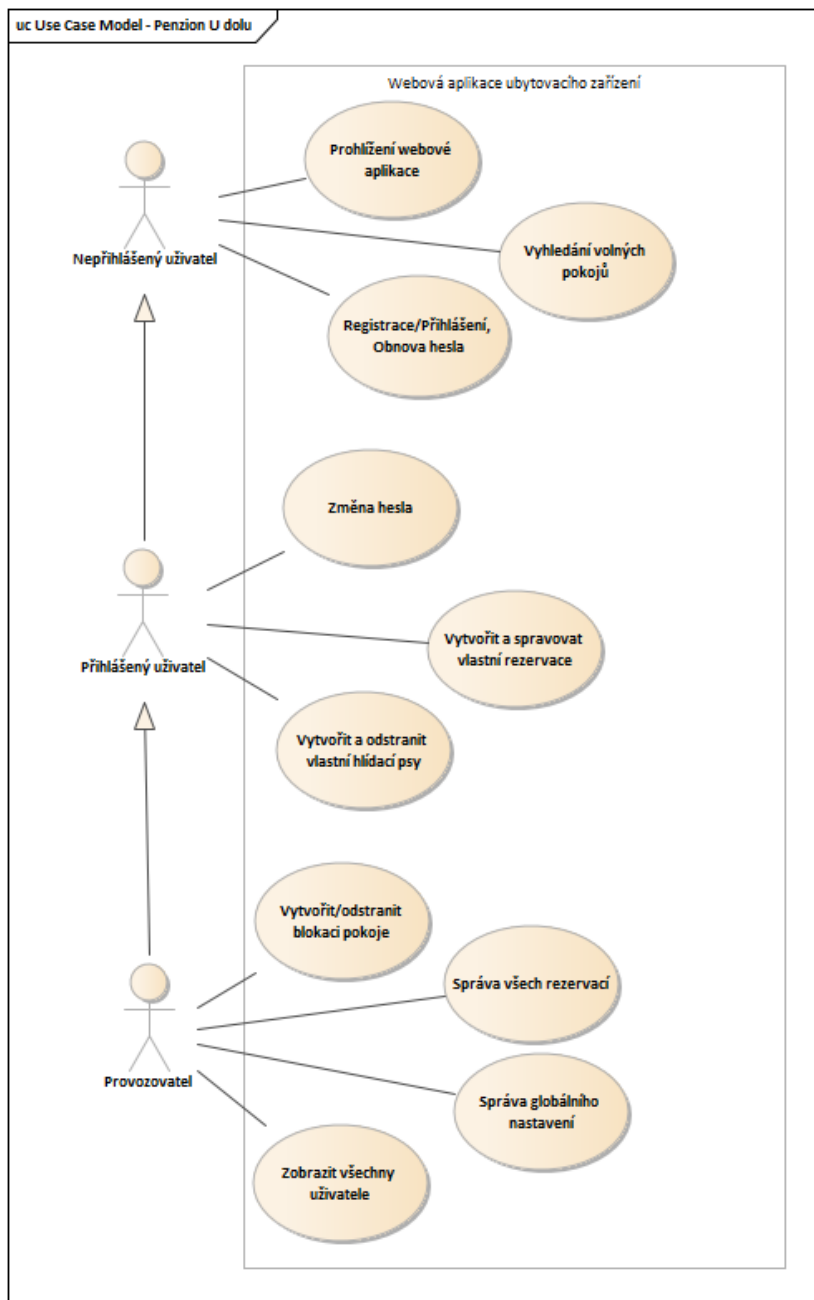 uc Use Case Model - Penzion U dolu
Webová aplikace ubytovacího zařízení
Prohlížení webové
aplikace
Nepřihlášený uživatel
Vyhledání volných
pokojů
Registrace/Přihlášení,
Obnova hesla
Změna hesla
Přihlášený uživatel
Vytvořit a spravovat
vlastní rezervace
Vytvořit a odstranit
vlastní hlídací psy
Vytvořit/odstranit
blokaci pokoje
Správa všech rezervací
Provozovatel
Správa globálního
nastavení
Zobrazit všechny
uživatele